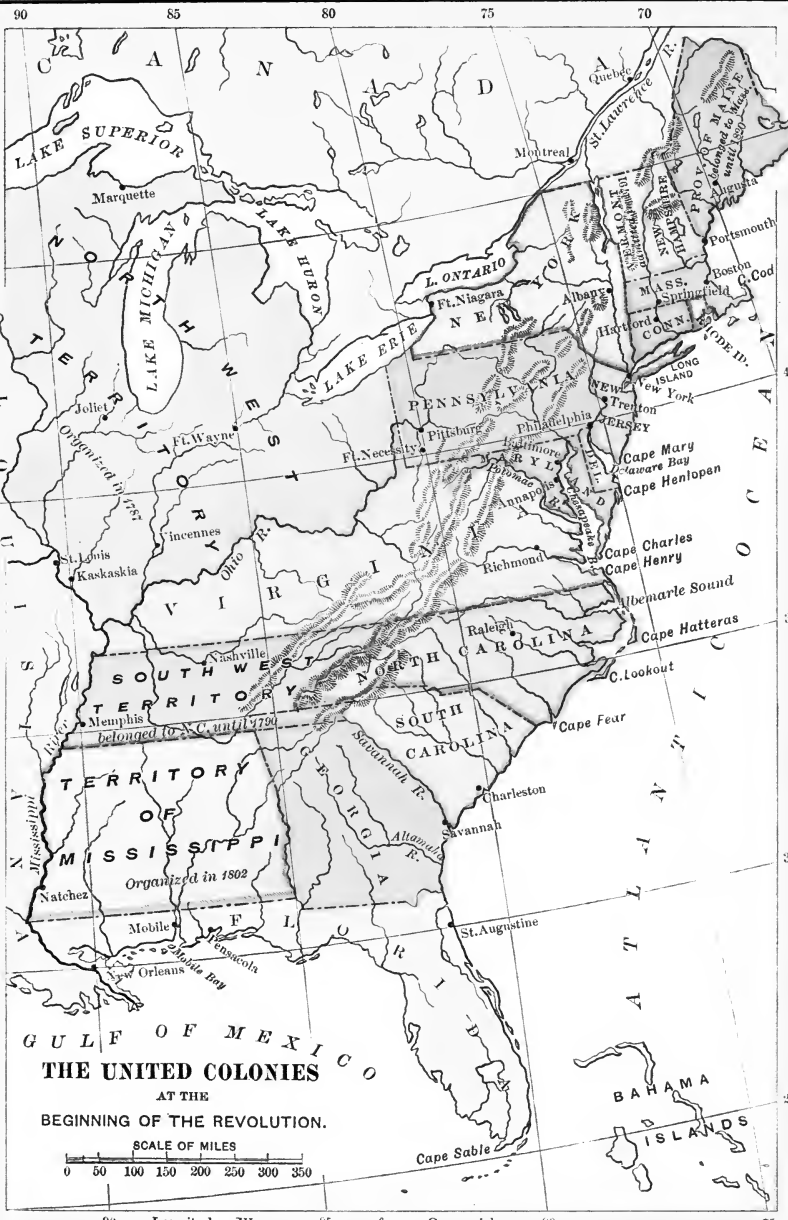 90 85 80 75 70
CANADA
Quebec
R.
St. Lawrence
Montreal
LAKE SUPERIOR
Marquette
LAKE MICHIGAN
LAKE HURON
L. ONTARIO
LAKE ERIE
PROV. OF MAINE
belonged to Mass.
until 1820
Augusta
NEW HAMPSHIRE
VERMONT
Portsmouth
Boston
C. Cod
MASS.
Springfield
Hartford
CONN.
RHODE ID.
LONG
ISLAND
NEW YORK
Albany
Ft. Niagara
New York
NORTH WEST
TERRITORY
Organized in 1787
Joliet
Ft. Wayne
Vincennes
St. Louis
Kaskaskia
Ohio R.
PENNSYLVANIA
Pittsburg
Ft. Necessity
Philadelphia
Trenton
NEW
JERSEY
Baltimore
MARYLAND
DEL.
Potomac
R.
Annapolis
Chesapeake
Cape Mary
Delaware Bay
Cape Henlopen
Cape Charles
Cape Henry
Richmond
VIRGINIA
Albemarle Sound
Cape Hatteras
C. Lookout
Raleigh
NORTH CAROLINA
Nashville
SOUTH WEST
TERRITORY
Memphis
belonged to N.C. until 1790
Mississippi River
SOUTH
CAROLINA
Cape Fear
Savannah R.
Charleston
Savannah
GEORGIA
Altamaha
R.
TERRITORY
OF
MISSISSIPPI
Organized in 1802
Natchez
Mobile
Pensacola
Mobile Bay
New Orleans
FLORIDA
St. Augustine
ATLANTIC OCEAN
GULF OF MEXICO
THE UNITED COLONIES
AT THE
BEGINNING OF THE REVOLUTION.
SCALE OF MILES
0 50 100 150 200 250 300 350
Cape Sable
BAHAMA
ISLANDS